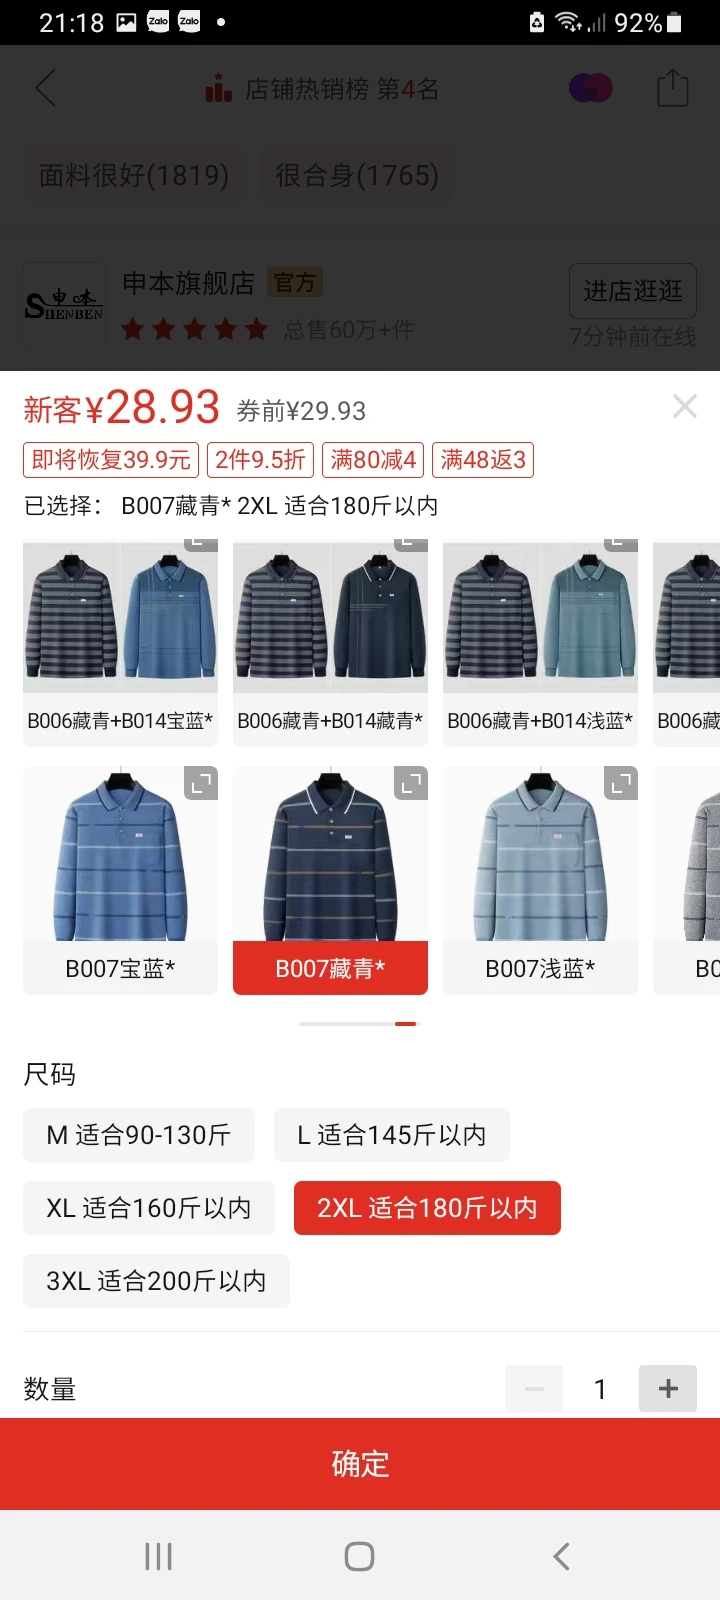 21:18 Zalo Zalo 92%
店铺热销榜 第4名
面料很好(1819) 很合身(1765)
申本 SHENBEN
申本旗舰店 官方 进店逛逛
总售60万+件 7分钟前在线
新客¥28.93 券前¥29.93
即将恢复39.9元 2件9.5折 满80减4 满48返3
已选择： B007藏青* 2XL 适合180斤以内
B006藏青+B014宝蓝* B006藏青+B014藏青* B006藏青+B014浅蓝* B006藏
B007宝蓝* B007藏青* B007浅蓝* B0
尺码
M 适合90-130斤 L 适合145斤以内
XL 适合160斤以内 2XL 适合180斤以内
3XL 适合200斤以内
数量 − 1 +
确定